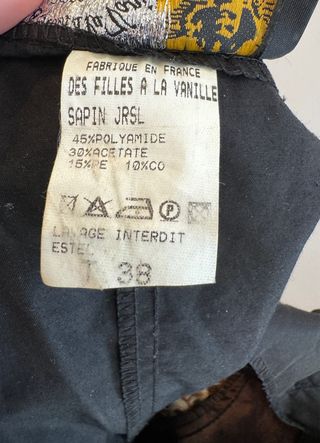 FABRIQUE EN FRANCE
DES FILLES A LA VANILLE
SAPIN JRSL
45%POLYAMIDE
30%ACETATE
15%PE 10%CO
P
LAVAGE INTERDIT
ESTEL
T 38